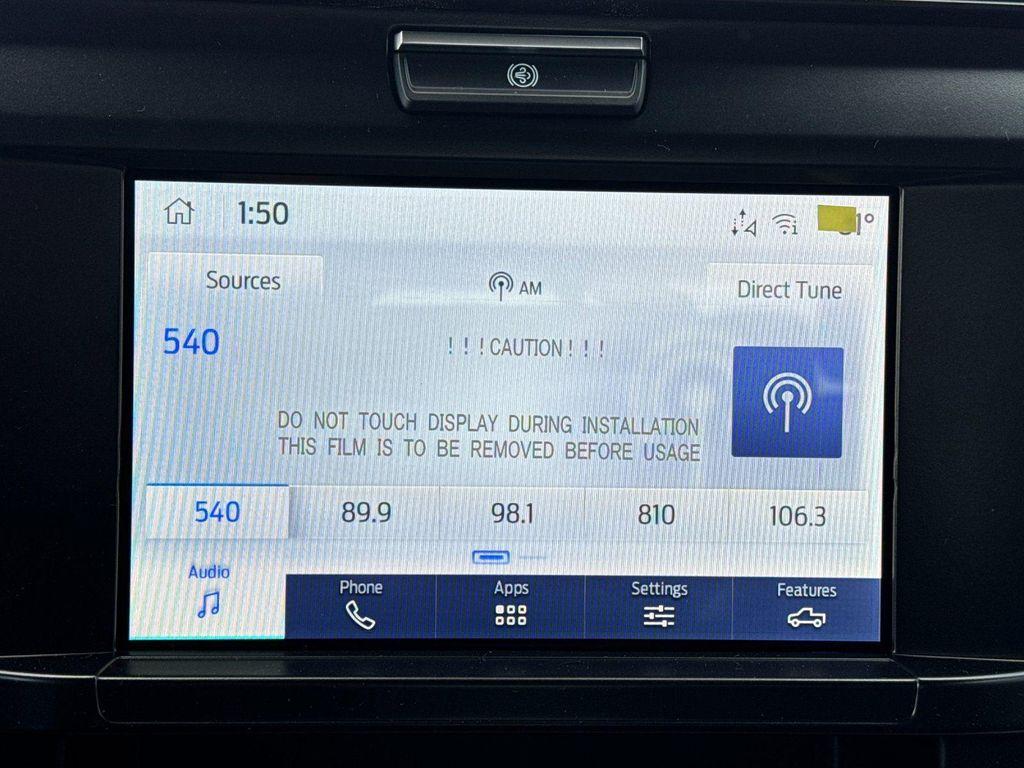 1:50
1°
Sources
AM
Direct Tune
540
!!!CAUTION!!!
DO NOT TOUCH DISPLAY DURING INSTALLATION
THIS FILM IS TO BE REMOVED BEFORE USAGE
540 89.9 98.1 810 106.3
Audio Phone Apps Settings Features